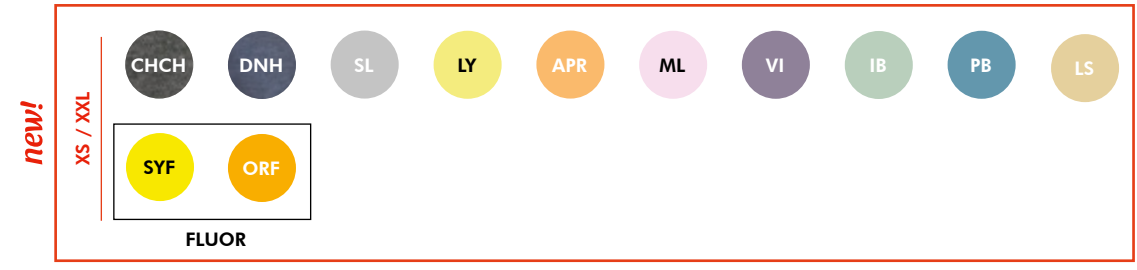 new!
XS / XXL
CHCH DNH SL LY APR ML VI IB PB LS
SYF ORF
FLUOR